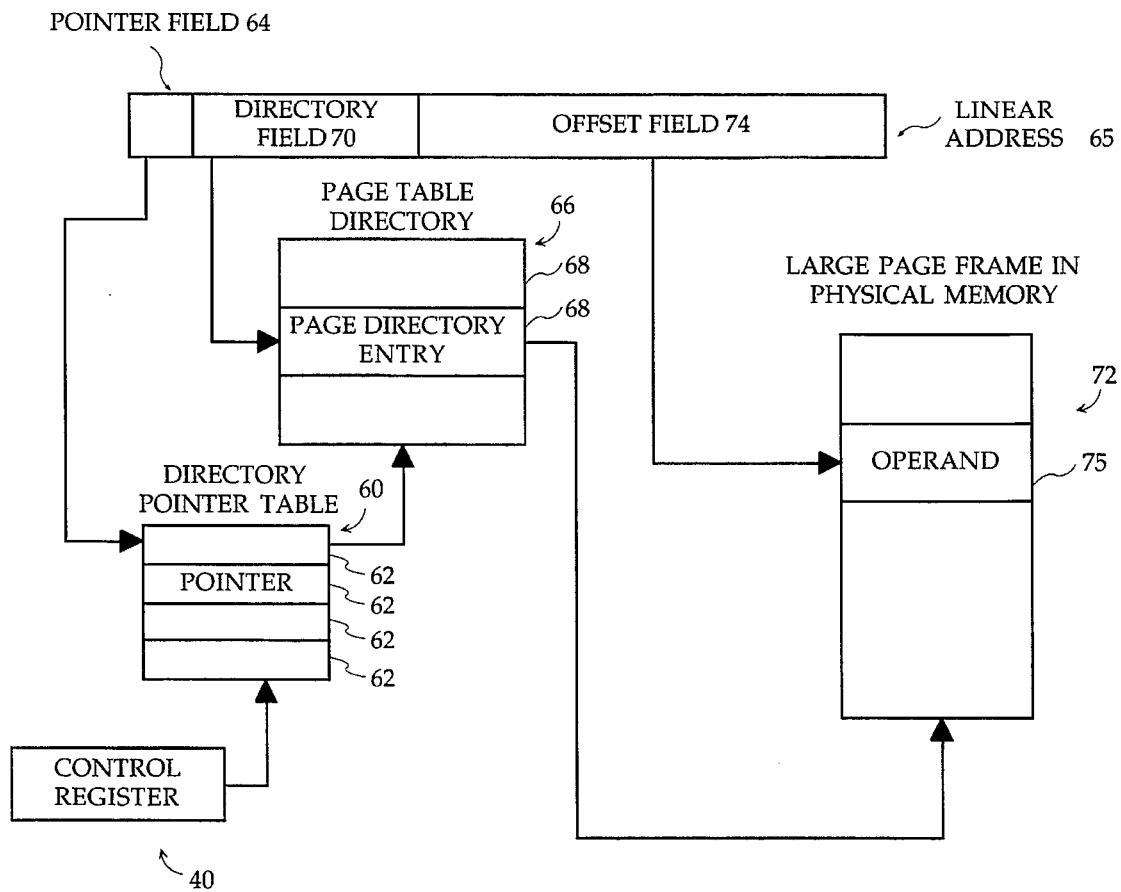 POINTER FIELD 64
DIRECTORY
FIELD 70
OFFSET FIELD 74
LINEAR
ADDRESS 65
PAGE TABLE
DIRECTORY
66
68
LARGE PAGE FRAME IN
PHYSICAL MEMORY
68
PAGE DIRECTORY
ENTRY
72
OPERAND
75
DIRECTORY
POINTER TABLE
60
62
POINTER
62
62
62
CONTROL
REGISTER
40